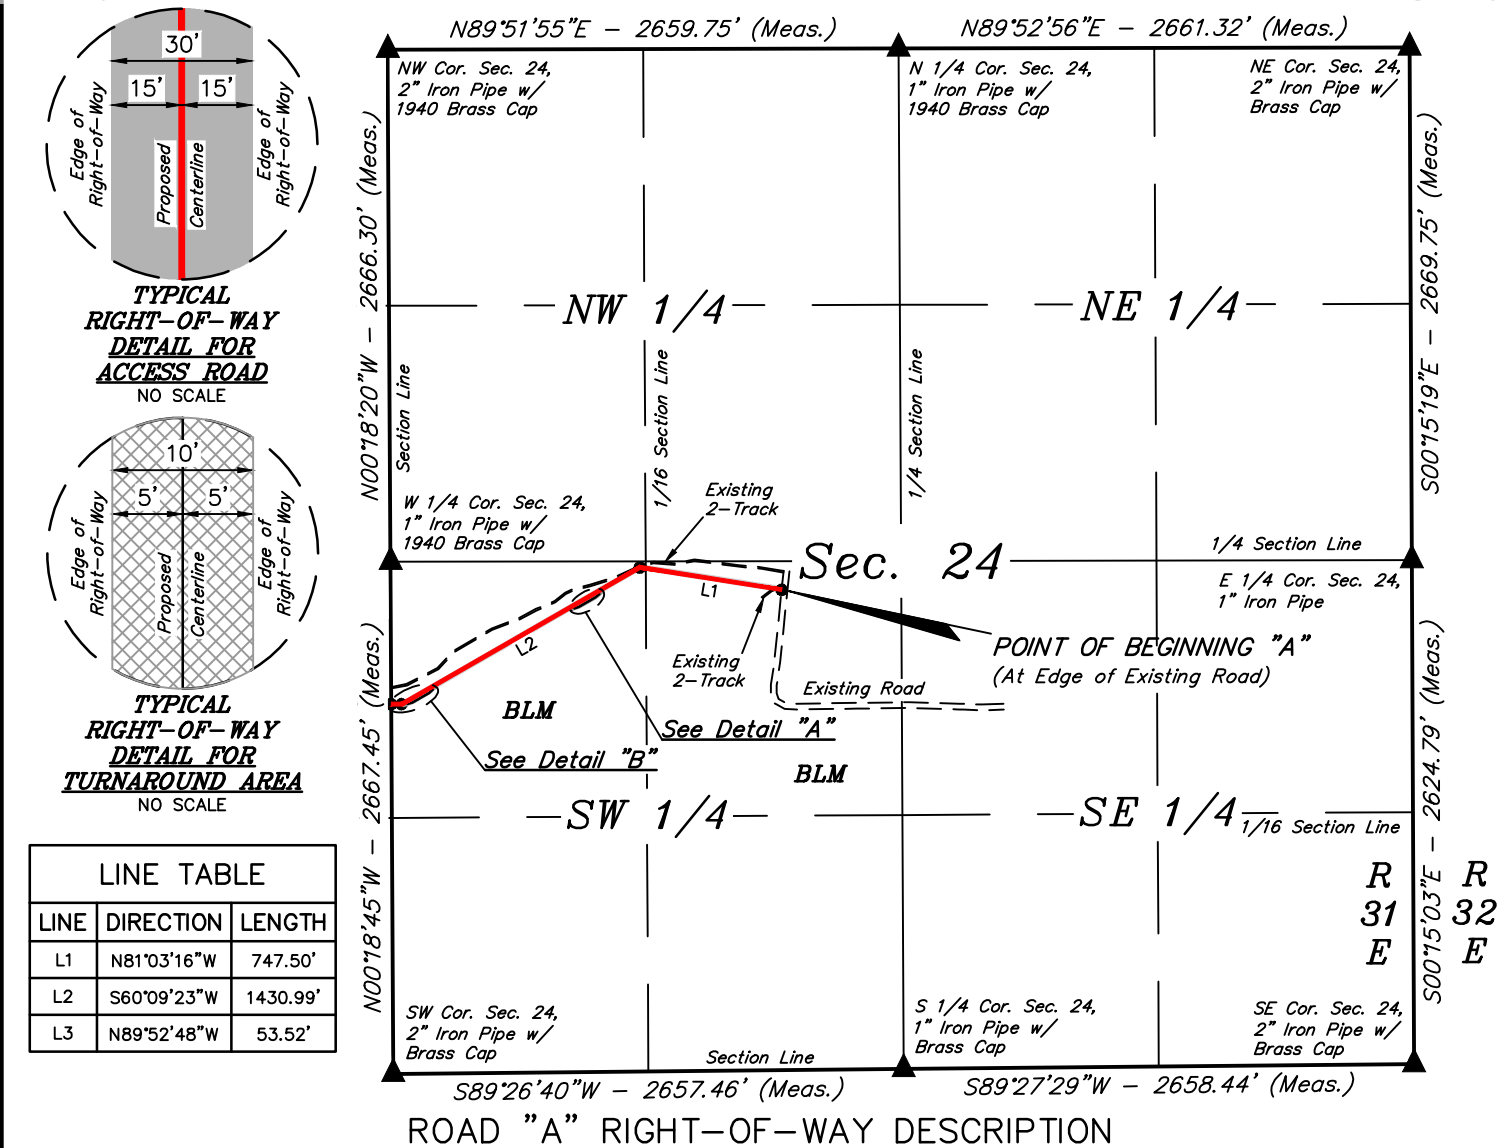 30'
15' 15'
Edge of
Right-of-Way
Proposed
Centerline
Edge of
Right-of-Way
TYPICAL
RIGHT-OF-WAY
DETAIL FOR
ACCESS ROAD
NO SCALE
10'
5' 5'
Edge of
Right-of-Way
Proposed
Centerline
Edge of
Right-of-Way
TYPICAL
RIGHT-OF-WAY
DETAIL FOR
TURNAROUND AREA
NO SCALE
LINE TABLE
LINE DIRECTION LENGTH
L1 N81°03'16"W 747.50'
L2 S60°09'23"W 1430.99'
L3 N89°52'48"W 53.52'
N89°51'55"E - 2659.75' (Meas.)
N89°52'56"E - 2661.32' (Meas.)
NW Cor. Sec. 24,
2" Iron Pipe w/
1940 Brass Cap
N 1/4 Cor. Sec. 24,
1" Iron Pipe w/
1940 Brass Cap
NE Cor. Sec. 24,
2" Iron Pipe w/
Brass Cap
N00°18'20"W - 2666.30' (Meas.)
Section Line
NW 1/4
1/16 Section Line
NE 1/4
1/4 Section Line
S00°15'19"E - 2669.75' (Meas.)
W 1/4 Cor. Sec. 24,
1" Iron Pipe w/
1940 Brass Cap
Existing
2-Track
Sec. 24
1/4 Section Line
E 1/4 Cor. Sec. 24,
1" Iron Pipe
L1
L2
POINT OF BEGINNING "A"
(At Edge of Existing Road)
Existing
2-Track
Existing Road
BLM
See Detail "A"
See Detail "B"
BLM
SW 1/4
SE 1/4
1/16 Section Line
N00°18'45"W - 2667.45' (Meas.)
S00°15'03"E - 2624.79' (Meas.)
R R
31 32
E E
SW Cor. Sec. 24,
2" Iron Pipe w/
Brass Cap
Section Line
S 1/4 Cor. Sec. 24,
1" Iron Pipe w/
Brass Cap
SE Cor. Sec. 24,
2" Iron Pipe w/
Brass Cap
S89°26'40"W - 2657.46' (Meas.)
S89°27'29"W - 2658.44' (Meas.)
ROAD "A" RIGHT-OF-WAY DESCRIPTION